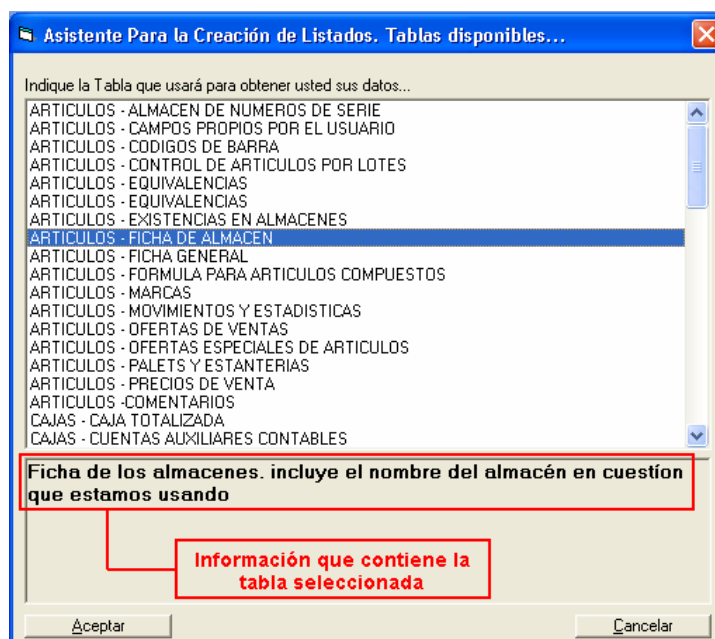 Asistente Para la Creación de Listados. Tablas disponibles...
Indique la Tabla que usará para obtener usted sus datos...
ARTICULOS - ALMACEN DE NUMEROS DE SERIE
ARTICULOS - CAMPOS PROPIOS POR EL USUARIO
ARTICULOS - CODIGOS DE BARRA
ARTICULOS - CONTROL DE ARTICULOS POR LOTES
ARTICULOS - EQUIVALENCIAS
ARTICULOS - EQUIVALENCIAS
ARTICULOS - EXISTENCIAS EN ALMACENES
ARTICULOS - FICHA DE ALMACEN
ARTICULOS - FICHA GENERAL
ARTICULOS - FORMULA PARA ARTICULOS COMPUESTOS
ARTICULOS - MARCAS
ARTICULOS - MOVIMIENTOS Y ESTADISTICAS
ARTICULOS - OFERTAS DE VENTAS
ARTICULOS - OFERTAS ESPECIALES DE ARTICULOS
ARTICULOS - PALETS Y ESTANTERIAS
ARTICULOS - PRECIOS DE VENTA
ARTICULOS -COMENTARIOS
CAJAS - CAJA TOTALIZADA
CAJAS - CUENTAS AUXILIARES CONTABLES
Ficha de los almacenes. incluye el nombre del almacén en cuestíon
que estamos usando
Información que contiene la
tabla seleccionada
Aceptar
Cancelar